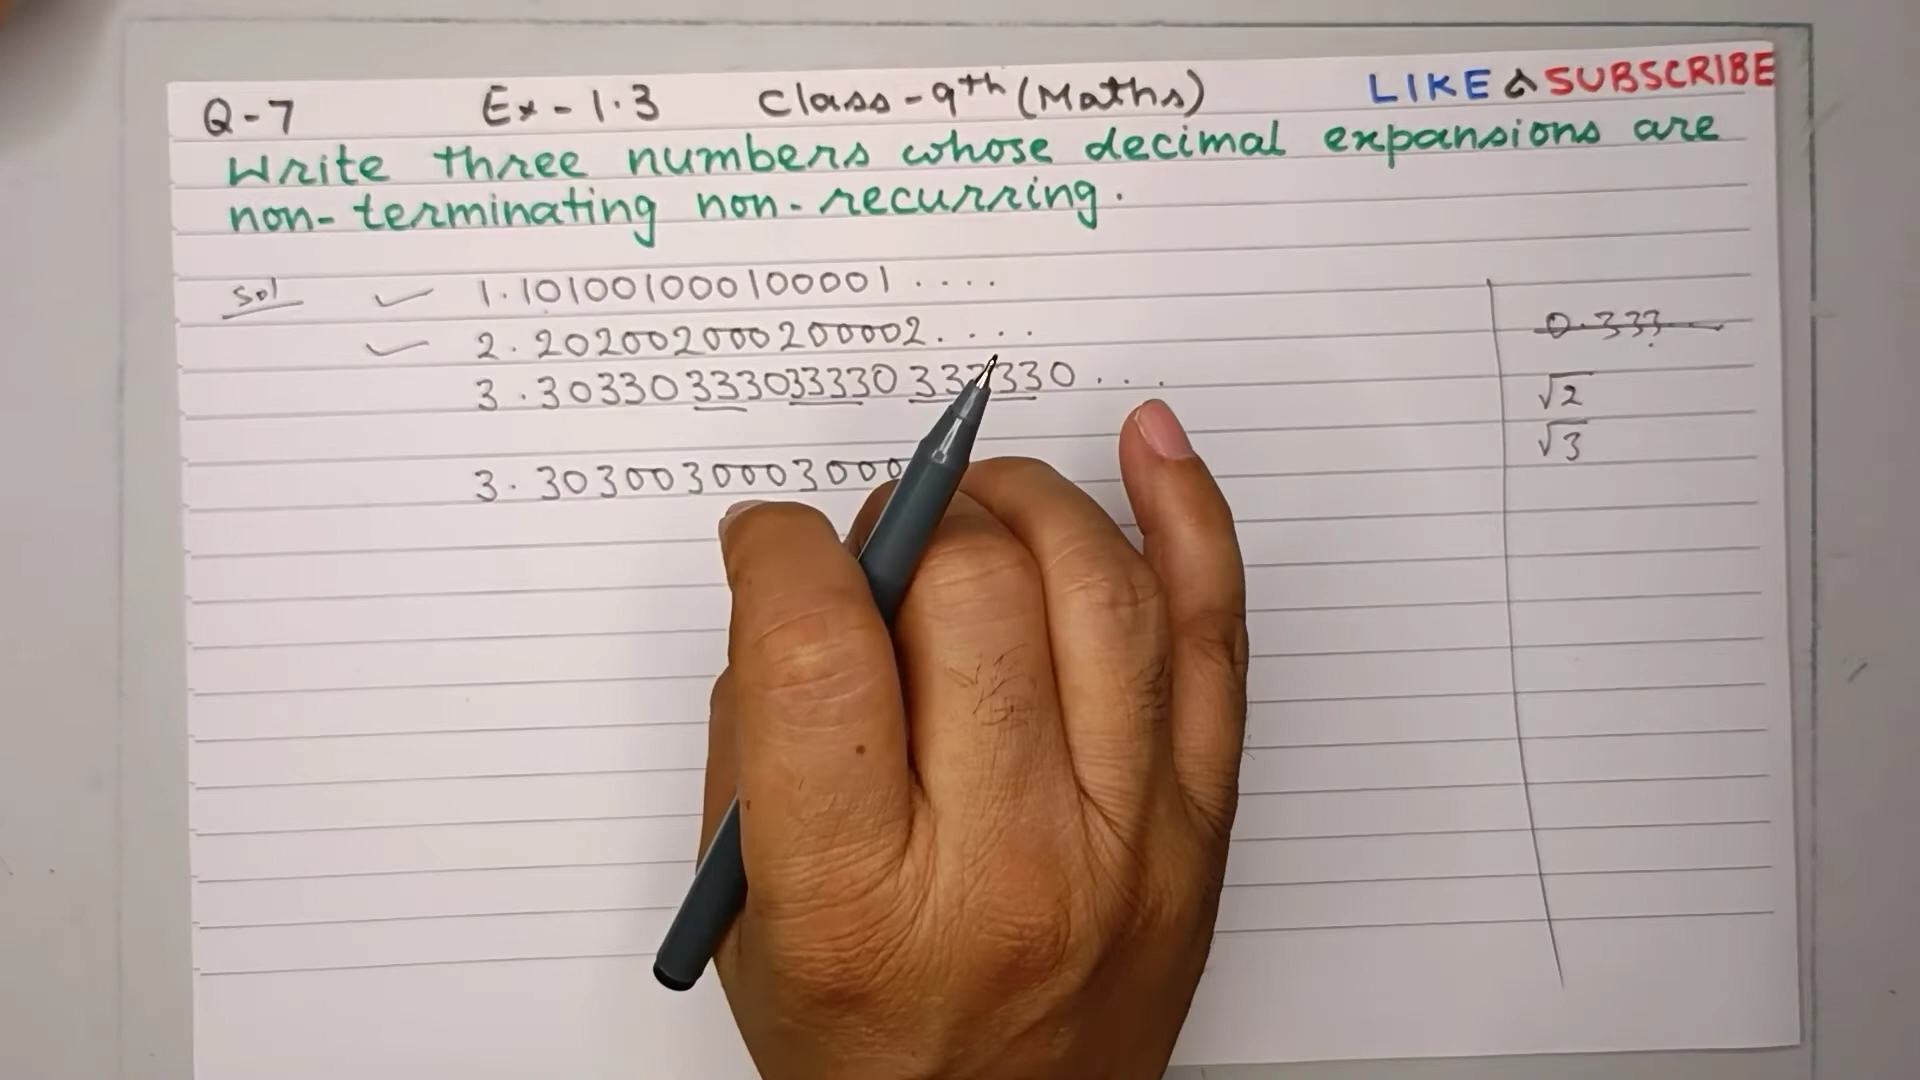 Q-7 Ex-1.3 Class-9th (Maths) LIKE & SUBSCRIBE
Write three numbers whose decimal expansions are
non-terminating non-recurring.
Sol 1.101001000100001....
2.202002000200002....
3.30330333033330333330...
3.3030030003000
0.333
√2
√3